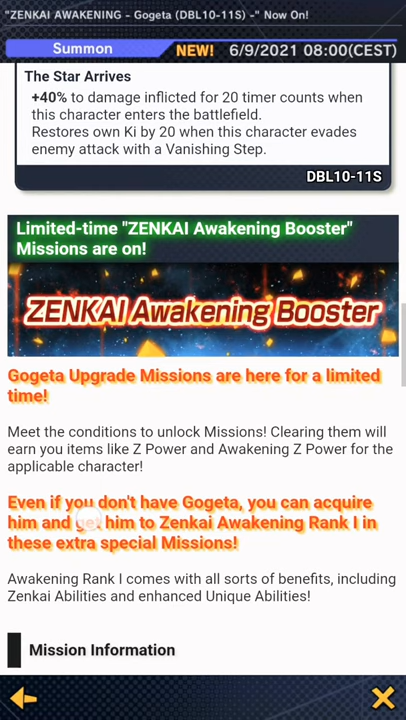 "ZENKAI AWAKENING - Gogeta (DBL10-11S) -" Now On!
Summon NEW! 6/9/2021 08:00(CEST)
The Star Arrives
+40% to damage inflicted for 20 timer counts when
this character enters the battlefield.
Restores own Ki by 20 when this character evades
enemy attack with a Vanishing Step.
DBL10-11S
Limited-time "ZENKAI Awakening Booster"
Missions are on!
ZENKAI Awakening Booster
Gogeta Upgrade Missions are here for a limited
time!
Meet the conditions to unlock Missions! Clearing them will
earn you items like Z Power and Awakening Z Power for the
applicable character!
Even if you don't have Gogeta, you can acquire
him and get him to Zenkai Awakening Rank I in
these extra special Missions!
Awakening Rank I comes with all sorts of benefits, including
Zenkai Abilities and enhanced Unique Abilities!
Mission Information